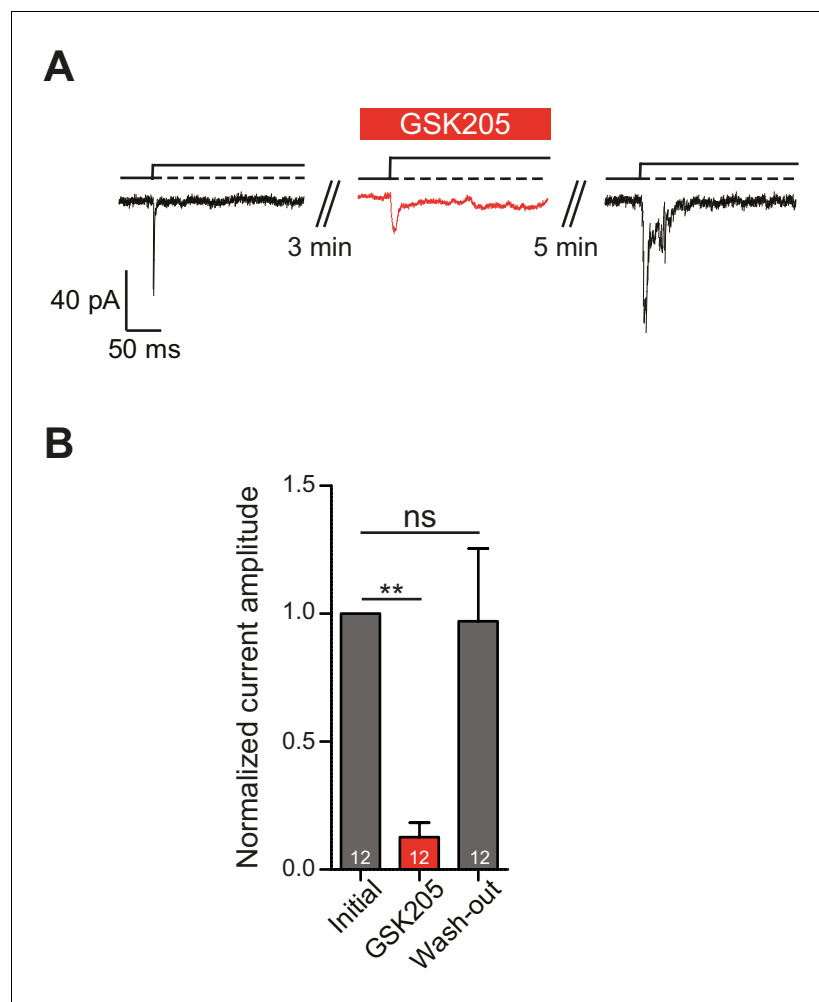 A
GSK205
3 min
5 min
40 pA
50 ms
B
Normalized current amplitude
1.5
ns
**
1.0
0.5
12
12
12
0.0
Initial
GSK205
Wash-out